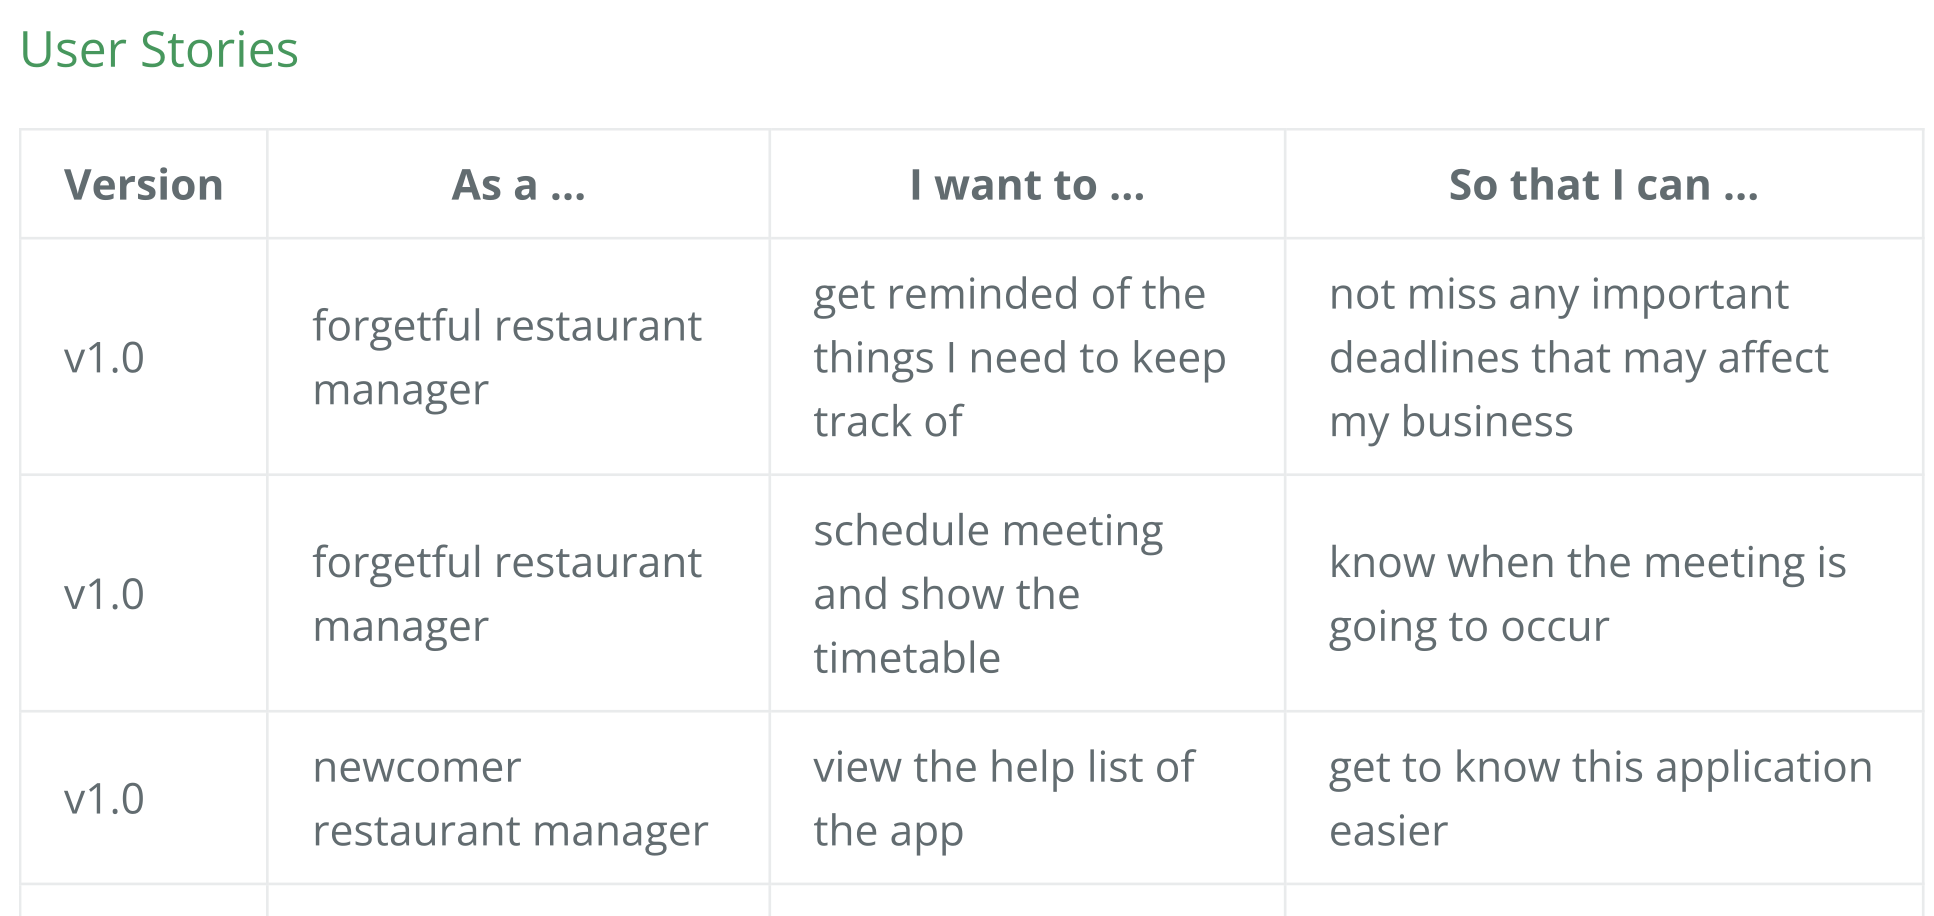 User Stories
Version As a ... I want to ... So that I can ...
v1.0
forgetful restaurant
manager
get reminded of the
things I need to keep
track of
not miss any important
deadlines that may affect
my business
v1.0
forgetful restaurant
manager
schedule meeting
and show the
timetable
know when the meeting is
going to occur
v1.0
newcomer
restaurant manager
view the help list of
the app
get to know this application
easier